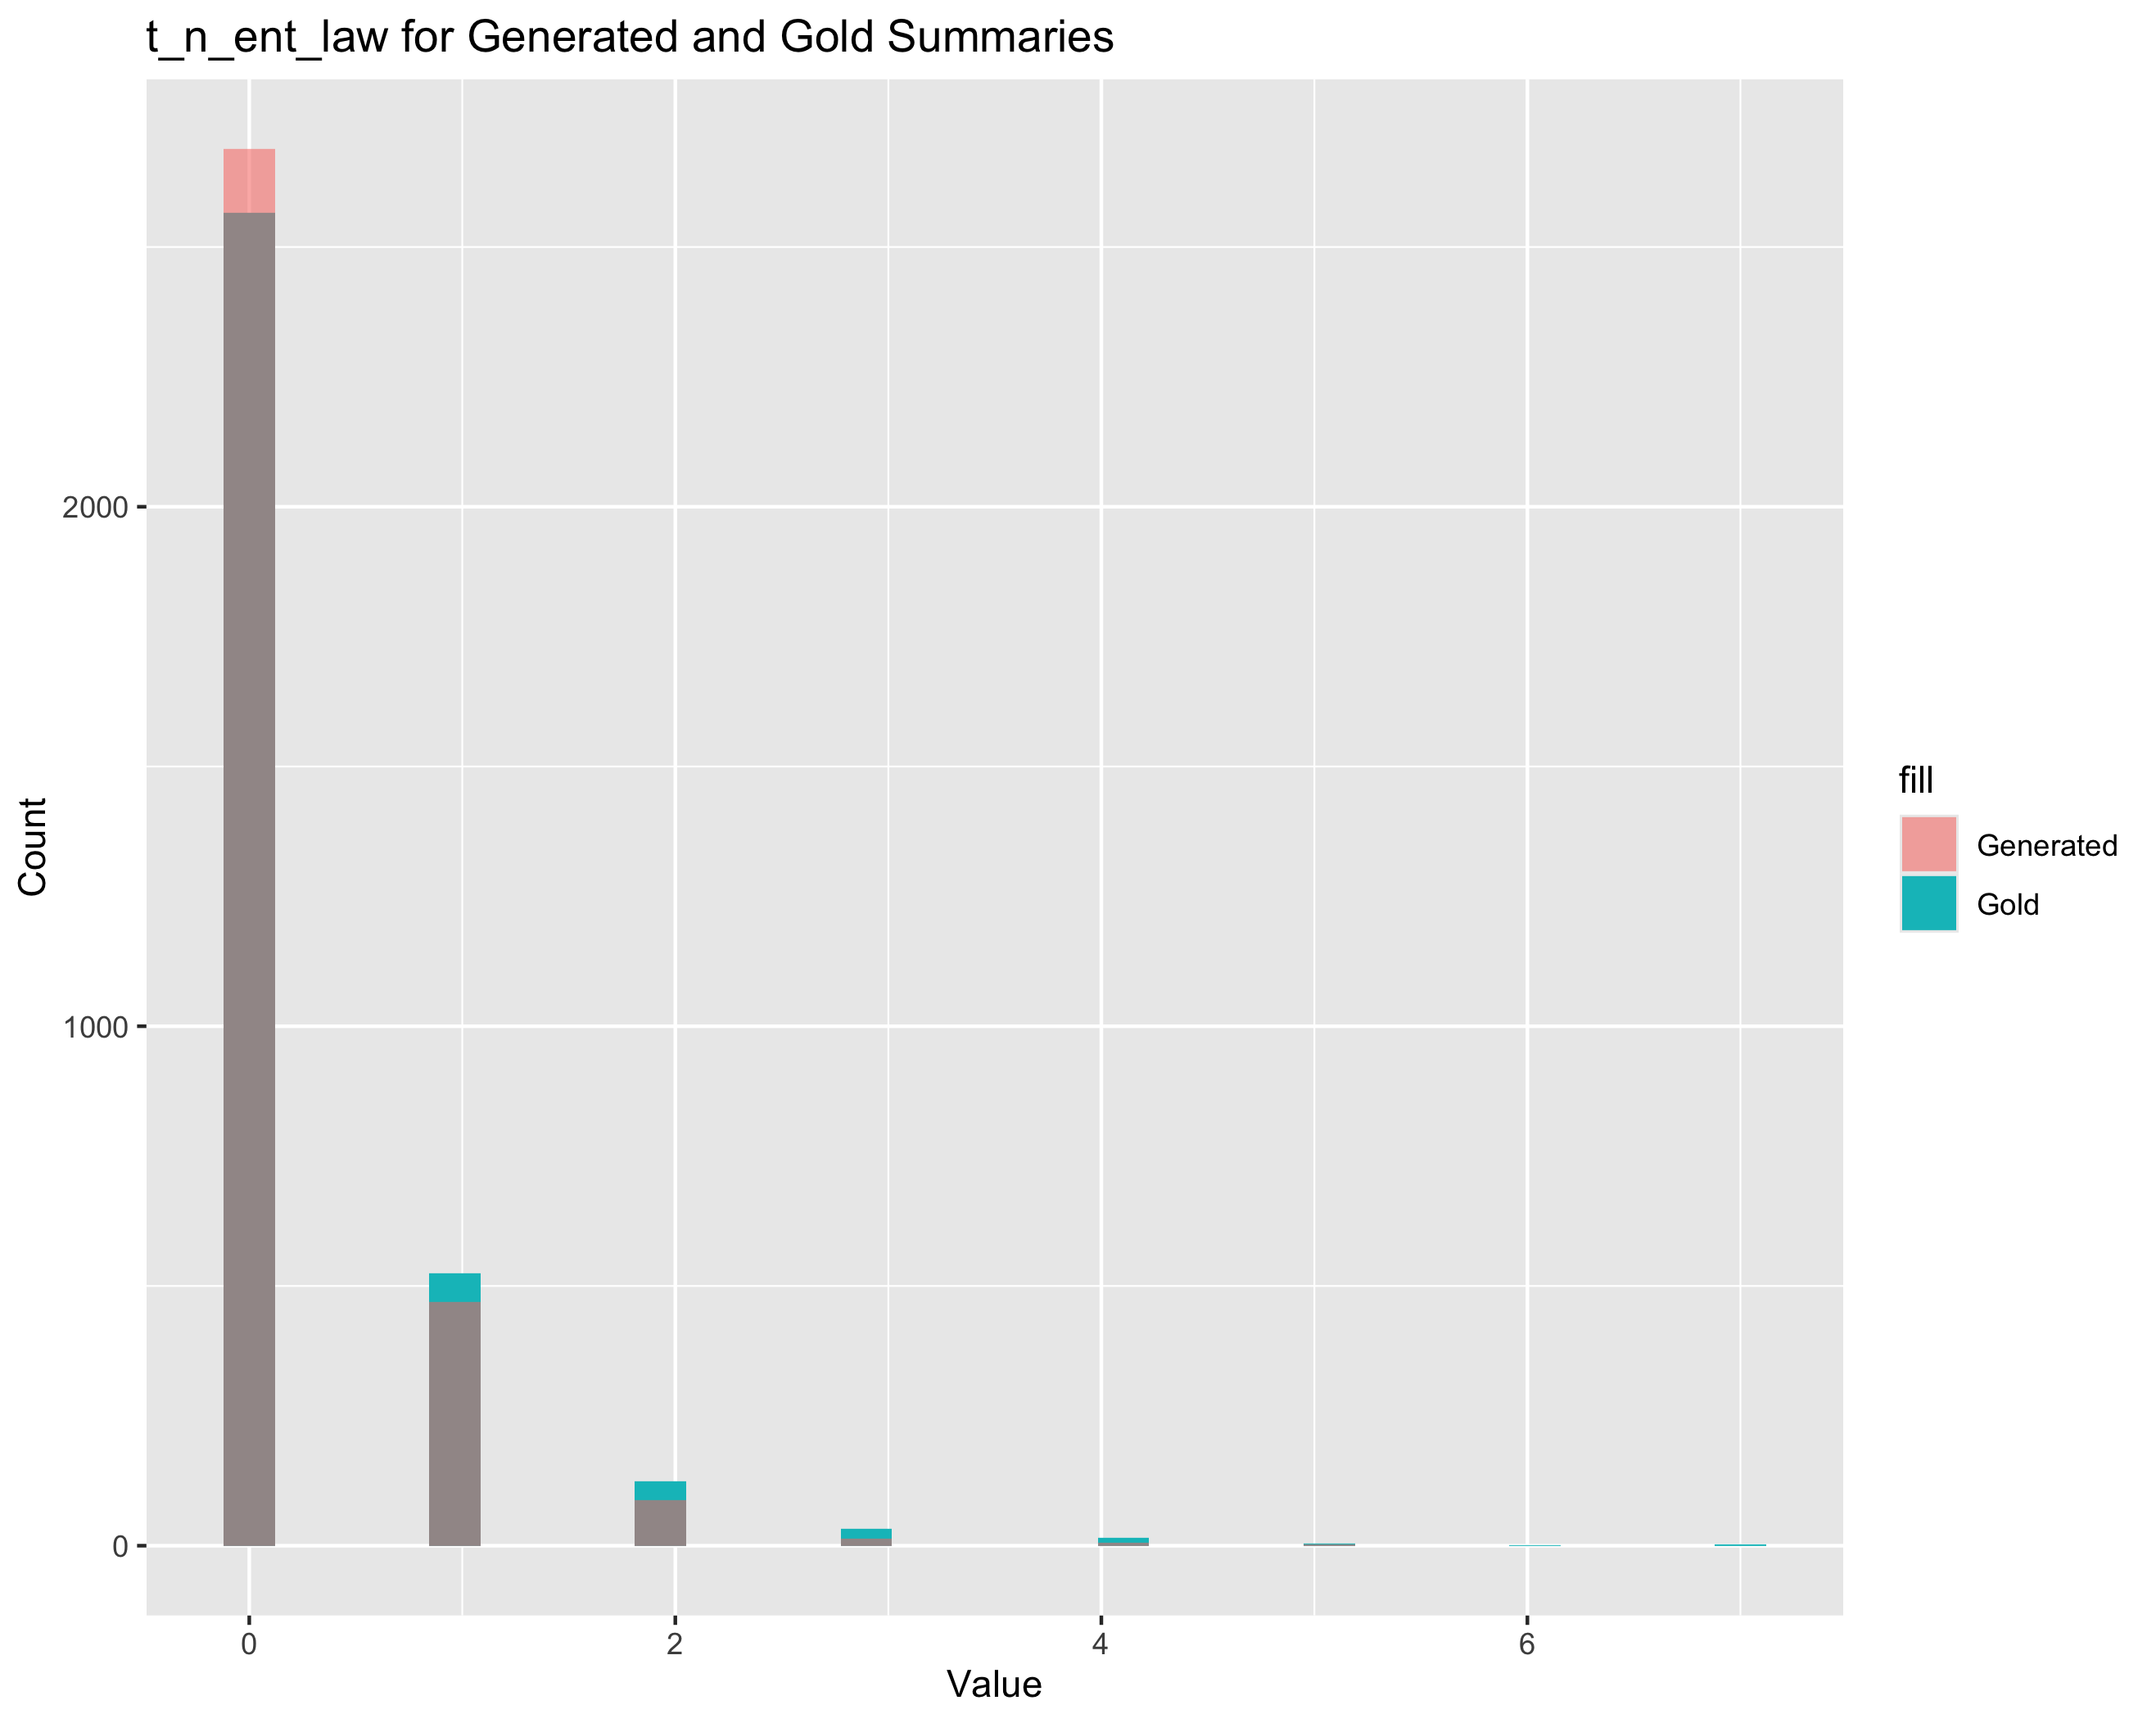 t_n_ent_law for Generated and Gold Summaries
2000
1000
0
Count
0 2 4 6
Value
fill
Generated
Gold